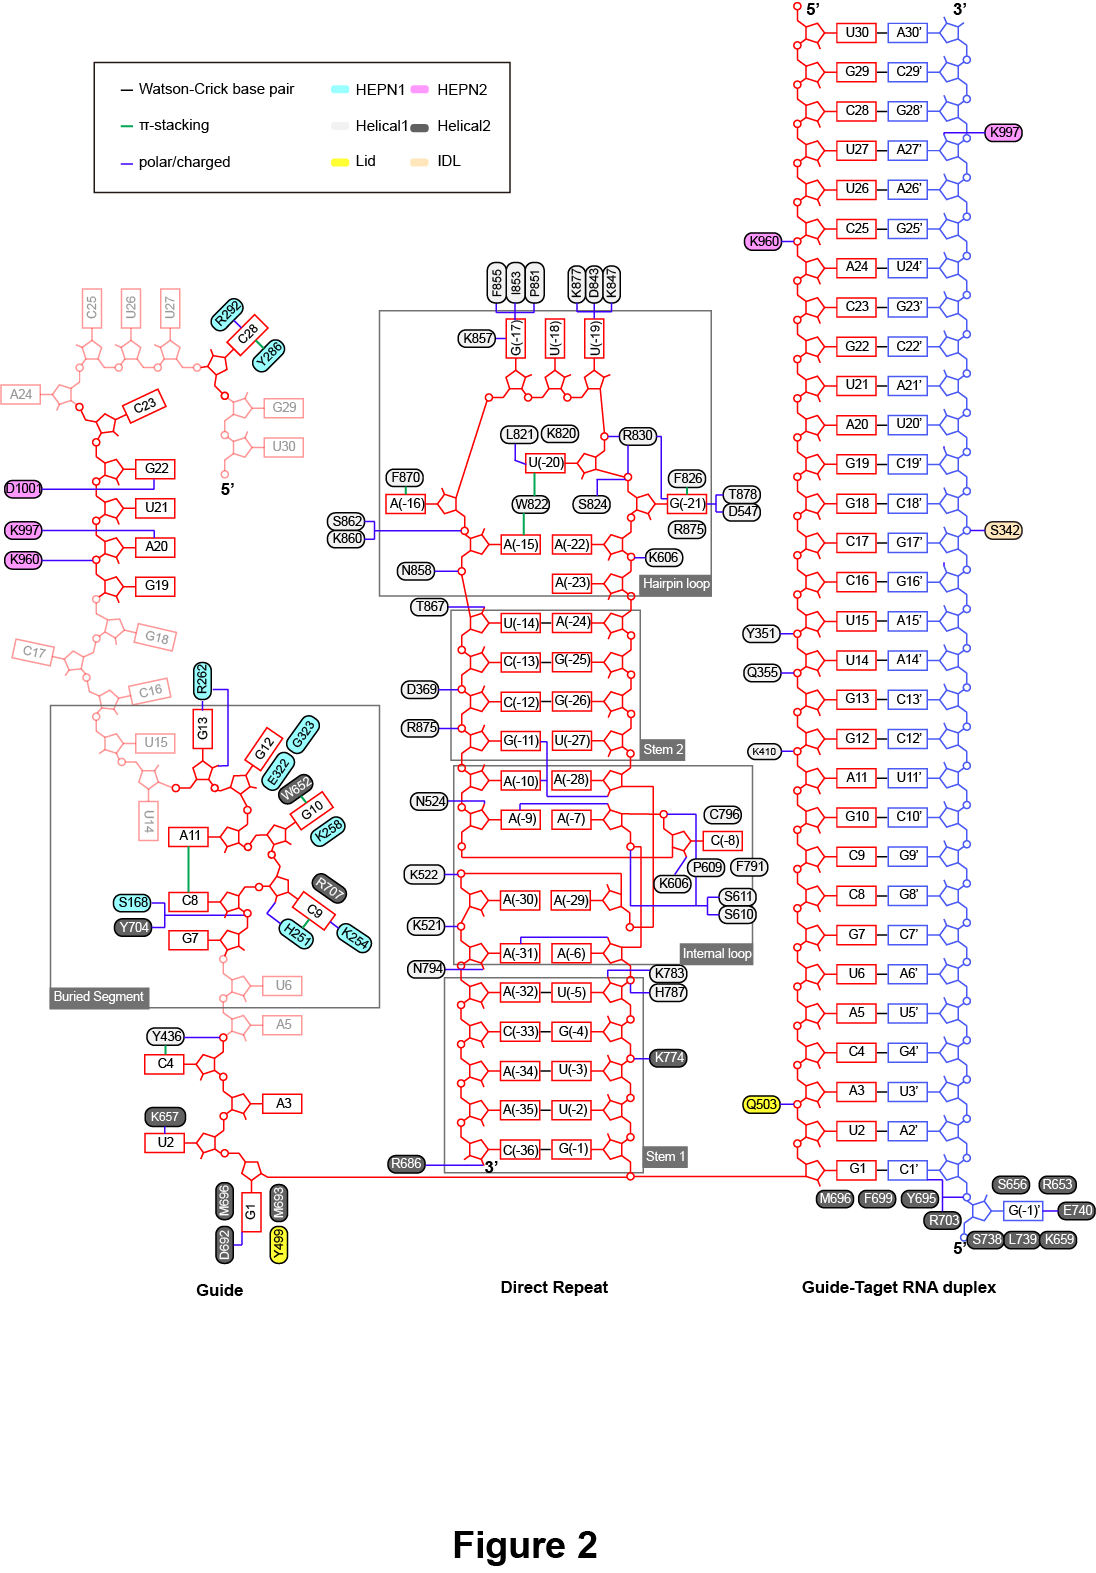 5’ 3’
Watson-Crick base pair HEPN1 HEPN2
π-stacking Helical1 Helical2
polar/charged Lid IDL
C25 U26 U27
R292
C28
Y286
A24
C23
G29
U30
5’
G22
D1001
U21
K997
A20
K960
G19
G18
C17
C16
R262
U15
G13
G12
G323
E322
U14
W652
G10
K258
A11
C8
S168
Y704
R707
C9
H251
K254
G7
U6
Buried Segment
A5
Y436
C4
A3
K657
U2
G1
M696
M693
D692
Y499
Guide
F855 I853 P851 K877 D843 K847
K857 G(-17) U(-18) U(-19)
L821 K820 R830
U(-20)
F870 F826
A(-16) W822 S824 G(-21) T878
D547
S862
K860
R875
A(-15) A(-22)
K606
N858
A(-23)
Hairpin loop
T867
U(-14) A(-24)
C(-13) G(-25)
D369
C(-12) G(-26)
R875
G(-11) U(-27)
Stem 2
A(-10) A(-28)
N524
A(-9) A(-7)
C796
C(-8)
P609 F791
K522
K606
S611
A(-30) A(-29)
S610
K521
A(-31) A(-6)
Internal loop
N794
K783
A(-32) U(-5)
H787
C(-33) G(-4)
K774
A(-34) U(-3)
A(-35) U(-2)
C(-36) G(-1)
Stem 1
R686
3’
Direct Repeat
U30 A30’
G29 C29’
C28 G28’
K997
U27 A27’
U26 A26’
C25 G25’
K960
A24 U24’
C23 G23’
G22 C22’
U21 A21’
A20 U20’
G19 C19’
G18 C18’
S342
C17 G17’
C16 G16’
U15 A15’
Y351
U14 A14’
Q355
G13 C13’
G12 C12’
K410
A11 U11’
G10 C10’
C9 G9’
C8 G8’
G7 C7’
U6 A6’
A5 U5’
C4 G4’
A3 U3’
Q503
U2 A2’
G1 C1’
M696 F699 Y695
S656 R653
R703
G(-1)’ E740
5’
S738 L739 K659
Guide-Taget RNA duplex
Figure 2